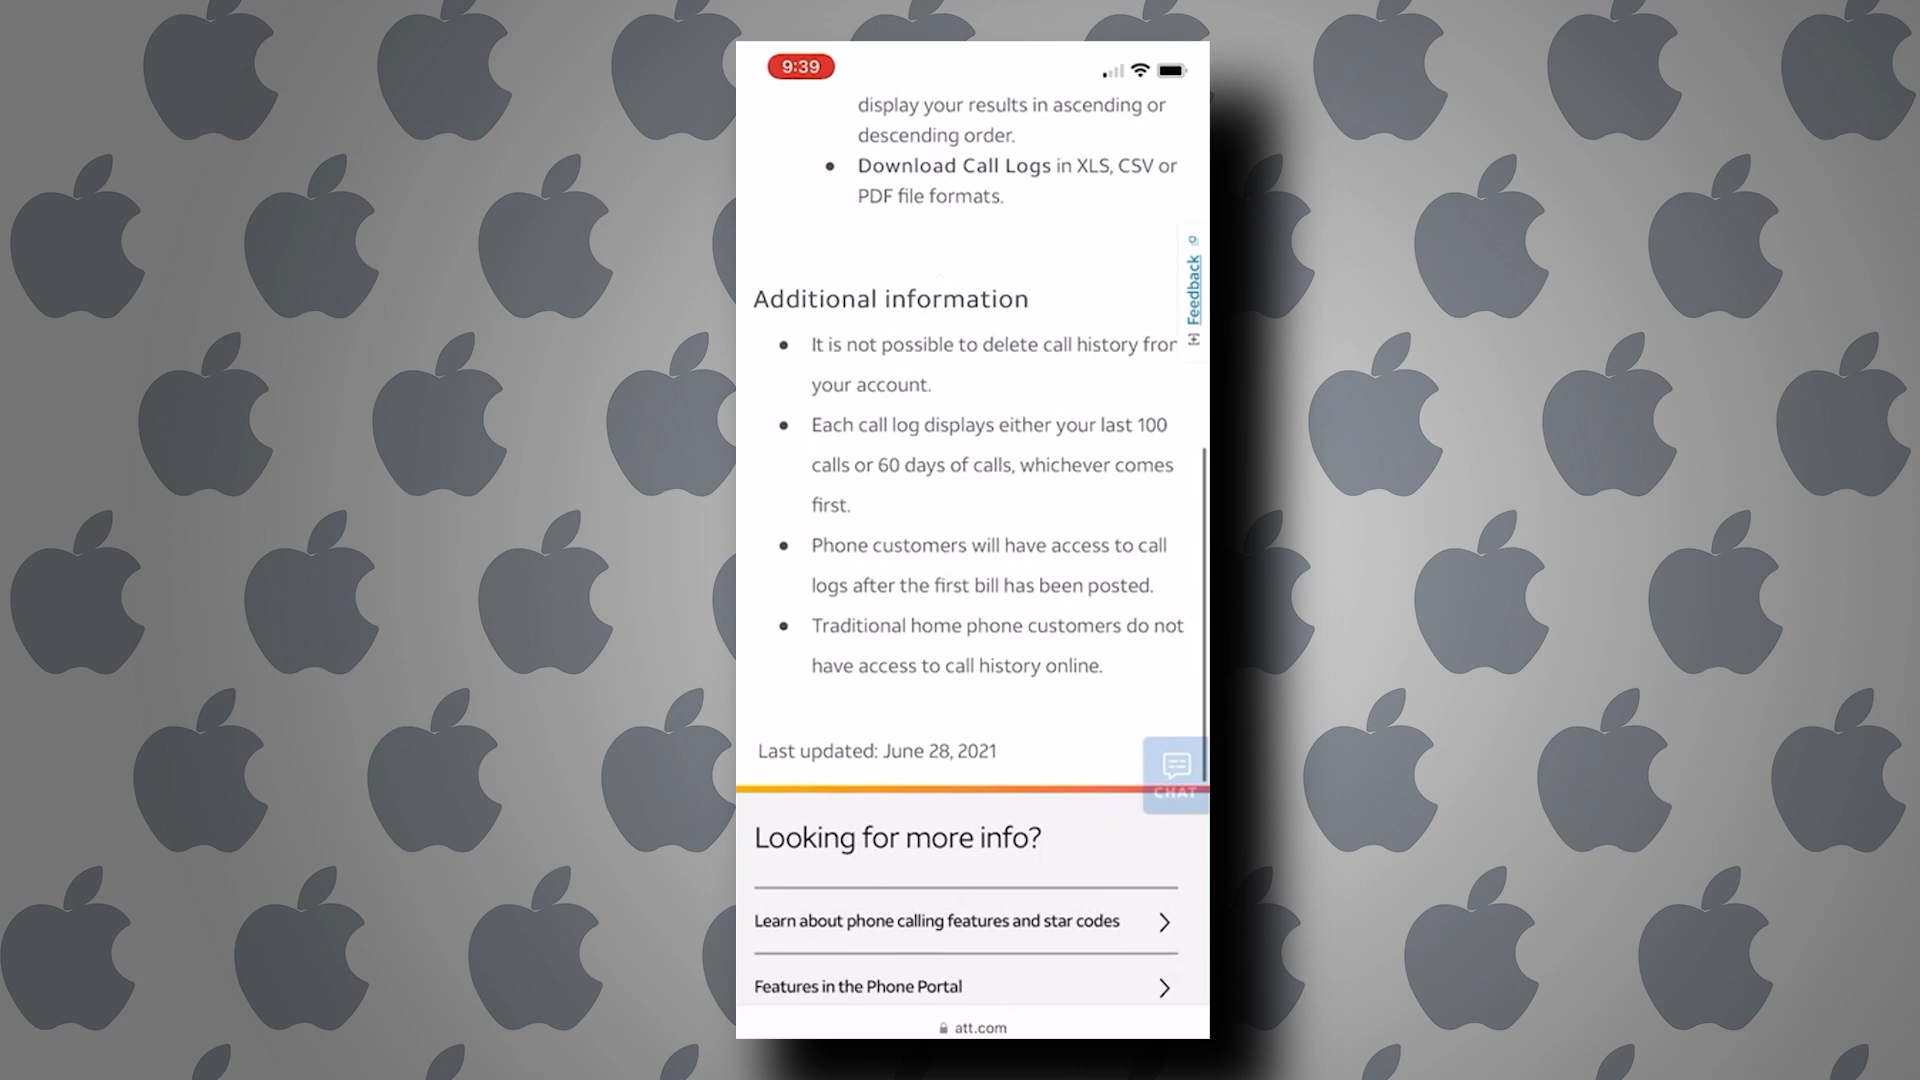 9:39
display your results in ascending or
descending order.
• Download Call Logs in XLS, CSV or
PDF file formats.
Feedback
Additional information
• It is not possible to delete call history
your account.
• Each call log displays either your last 100
calls or 60 days of calls, whichever comes
first.
• Phone customers will have access to call
logs after the first bill has been posted.
• Traditional home phone customers do not
have access to call history online.
Last updated: June 28, 2021
CHAT
Looking for more info?
Learn about phone calling features and star codes
Features in the Phone Portal
att.com